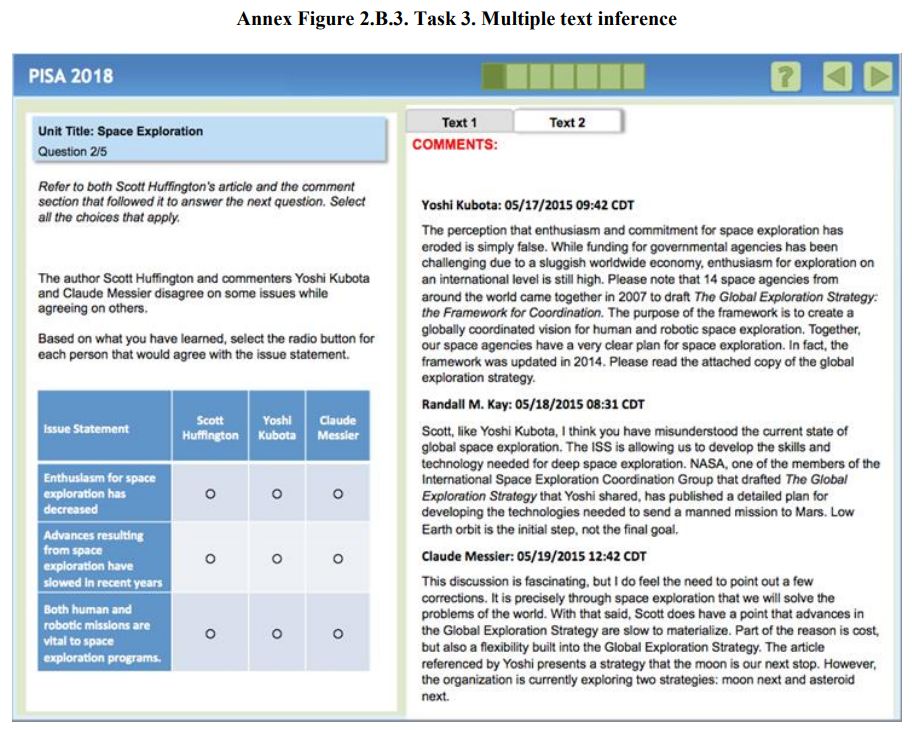 Annex Figure 2.B.3. Task 3. Multiple text inference
PISA 2018
?
Unit Title: Space Exploration
Question 2/5
Refer to both Scott Huffington's article and the comment
section that followed it to answer the next question. Select
all the choices that apply.
The author Scott Huffington and commenters Yoshi Kubota
and Claude Messier disagree on some issues while
agreeing on others.
Based on what you have learned, select the radio button for
each person that would agree with the issue statement.
Issue Statement
Scott
Huffington
Yoshi
Kubota
Claude
Messier
Enthusiasm for space
exploration has
decreased
Advances resulting
from space
exploration have
slowed in recent years
Both human and
robotic missions are
vital to space
exploration programs.
Text 1
Text 2
COMMENTS:
Yoshi Kubota: 05/17/2015 09:42 CDT
The perception that enthusiasm and commitment for space exploration has
eroded is simply false. While funding for governmental agencies has been
challenging due to a sluggish worldwide economy, enthusiasm for exploration on
an international level is still high. Please note that 14 space agencies from
around the world came together in 2007 to draft The Global Exploration Strategy:
the Framework for Coordination. The purpose of the framework is to create a
globally coordinated vision for human and robotic space exploration. Together,
our space agencies have a very clear plan for space exploration. In fact, the
framework was updated in 2014. Please read the attached copy of the global
exploration strategy.
Randall M. Kay: 05/18/2015 08:31 CDT
Scott, like Yoshi Kubota, I think you have misunderstood the current state of
global space exploration. The ISS is allowing us to develop the skills and
technology needed for deep space exploration. NASA, one of the members of the
International Space Exploration Coordination Group that drafted The Global
Exploration Strategy that Yoshi shared, has published a detailed plan for
developing the technologies needed to send a manned mission to Mars. Low
Earth orbit is the initial step, not the final goal.
Claude Messier: 05/19/2015 12:42 CDT
This discussion is fascinating, but I do feel the need to point out a few
corrections. It is precisely through space exploration that we will solve the
problems of the world. With that said, Scott does have a point that advances in
the Global Exploration Strategy are slow to materialize. Part of the reason is cost,
but also a flexibility built into the Global Exploration Strategy. The article
referenced by Yoshi presents a strategy that the moon is our next stop. However,
the organization is currently exploring two strategies: moon next and asteroid
next.